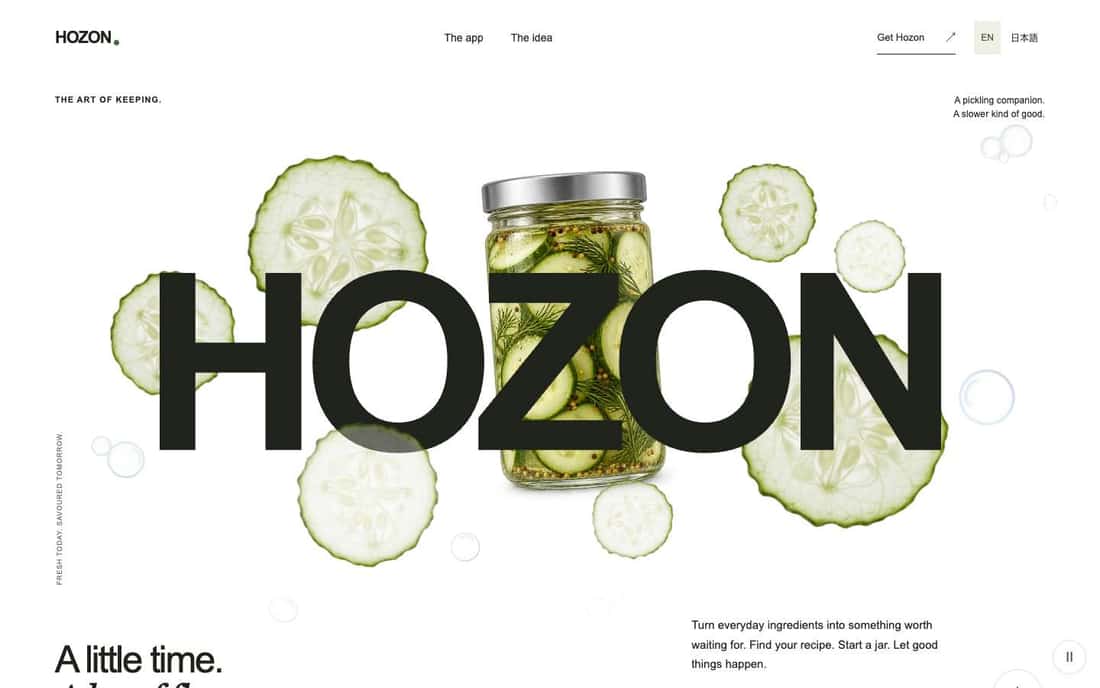 HOZON
The app
The idea
Get Hozon
EN
日本語
THE ART OF KEEPING.
A pickling companion.
A slower kind of good.
HOZON
FRESH TODAY. SAVOURED TOMORROW.
Turn everyday ingredients into something worth
waiting for. Find your recipe. Start a jar. Let good
things happen.
A little time.